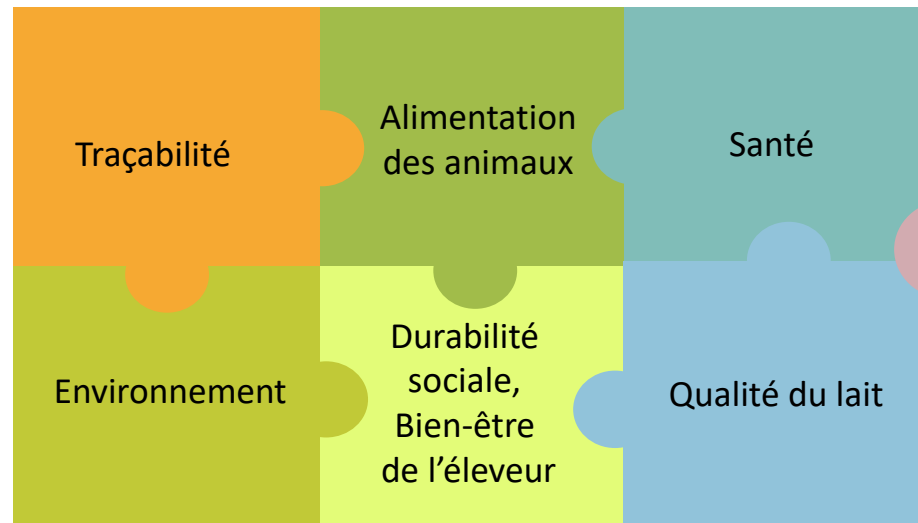 Traçabilité
Alimentation
des animaux
Santé
Environnement
Durabilité
sociale,
Bien-être
de l’éleveur
Qualité du lait